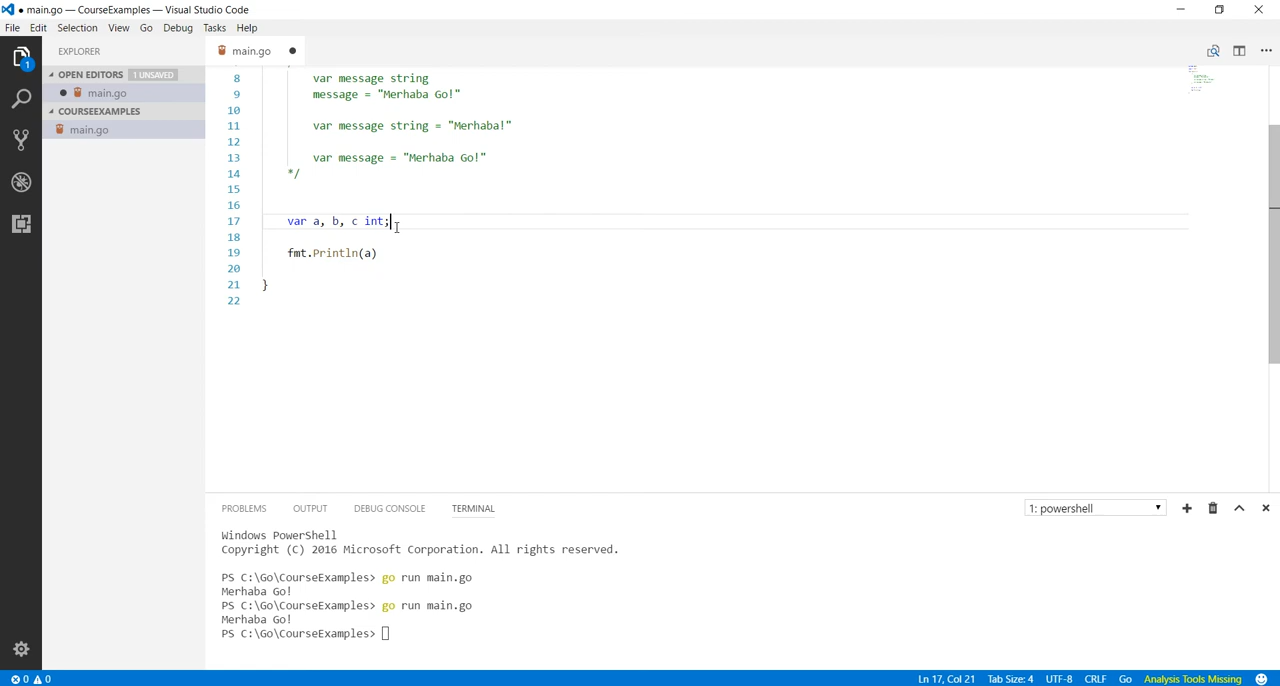 ● main.go — CourseExamples — Visual Studio Code
File Edit Selection View Go Debug Tasks Help
EXPLORER
main.go ●
1
OPEN EDITORS 1 UNSAVED
● main.go
COURSEEXAMPLES
main.go
8 var message string
9 message = "Merhaba Go!"
10
11 var message string = "Merhaba!"
12
13 var message = "Merhaba Go!"
14 */
15
16
17 var a, b, c int;
18
19 fmt.Println(a)
20
21 }
22
PROBLEMS OUTPUT DEBUG CONSOLE TERMINAL 1: powershell
Windows PowerShell
Copyright (C) 2016 Microsoft Corporation. All rights reserved.
PS C:\Go\CourseExamples> go run main.go
Merhaba Go!
PS C:\Go\CourseExamples> go run main.go
Merhaba Go!
PS C:\Go\CourseExamples>
0 0 Ln 17, Col 21 Tab Size: 4 UTF-8 CRLF Go Analysis Tools Missing